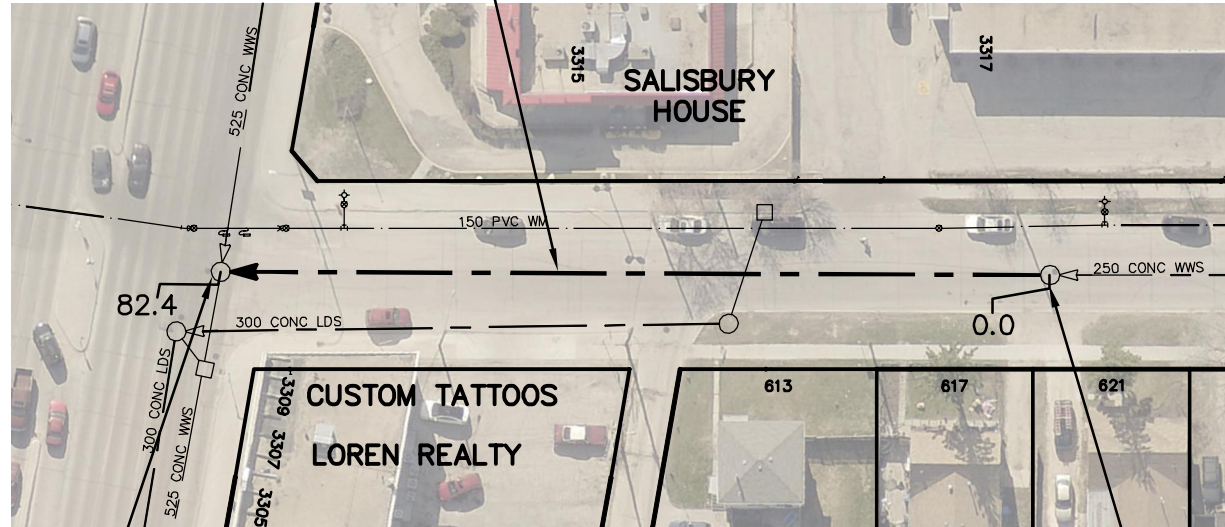 525 CONC WWS
3315
SALISBURY
HOUSE
3317
150 PVC WM
250 CONC WWS
82.4
0.0
300 CONC LDS
300 CONC LDS
525 CONC WWS
3309
3307
3305
CUSTOM TATTOOS
LOREN REALTY
613
617
621